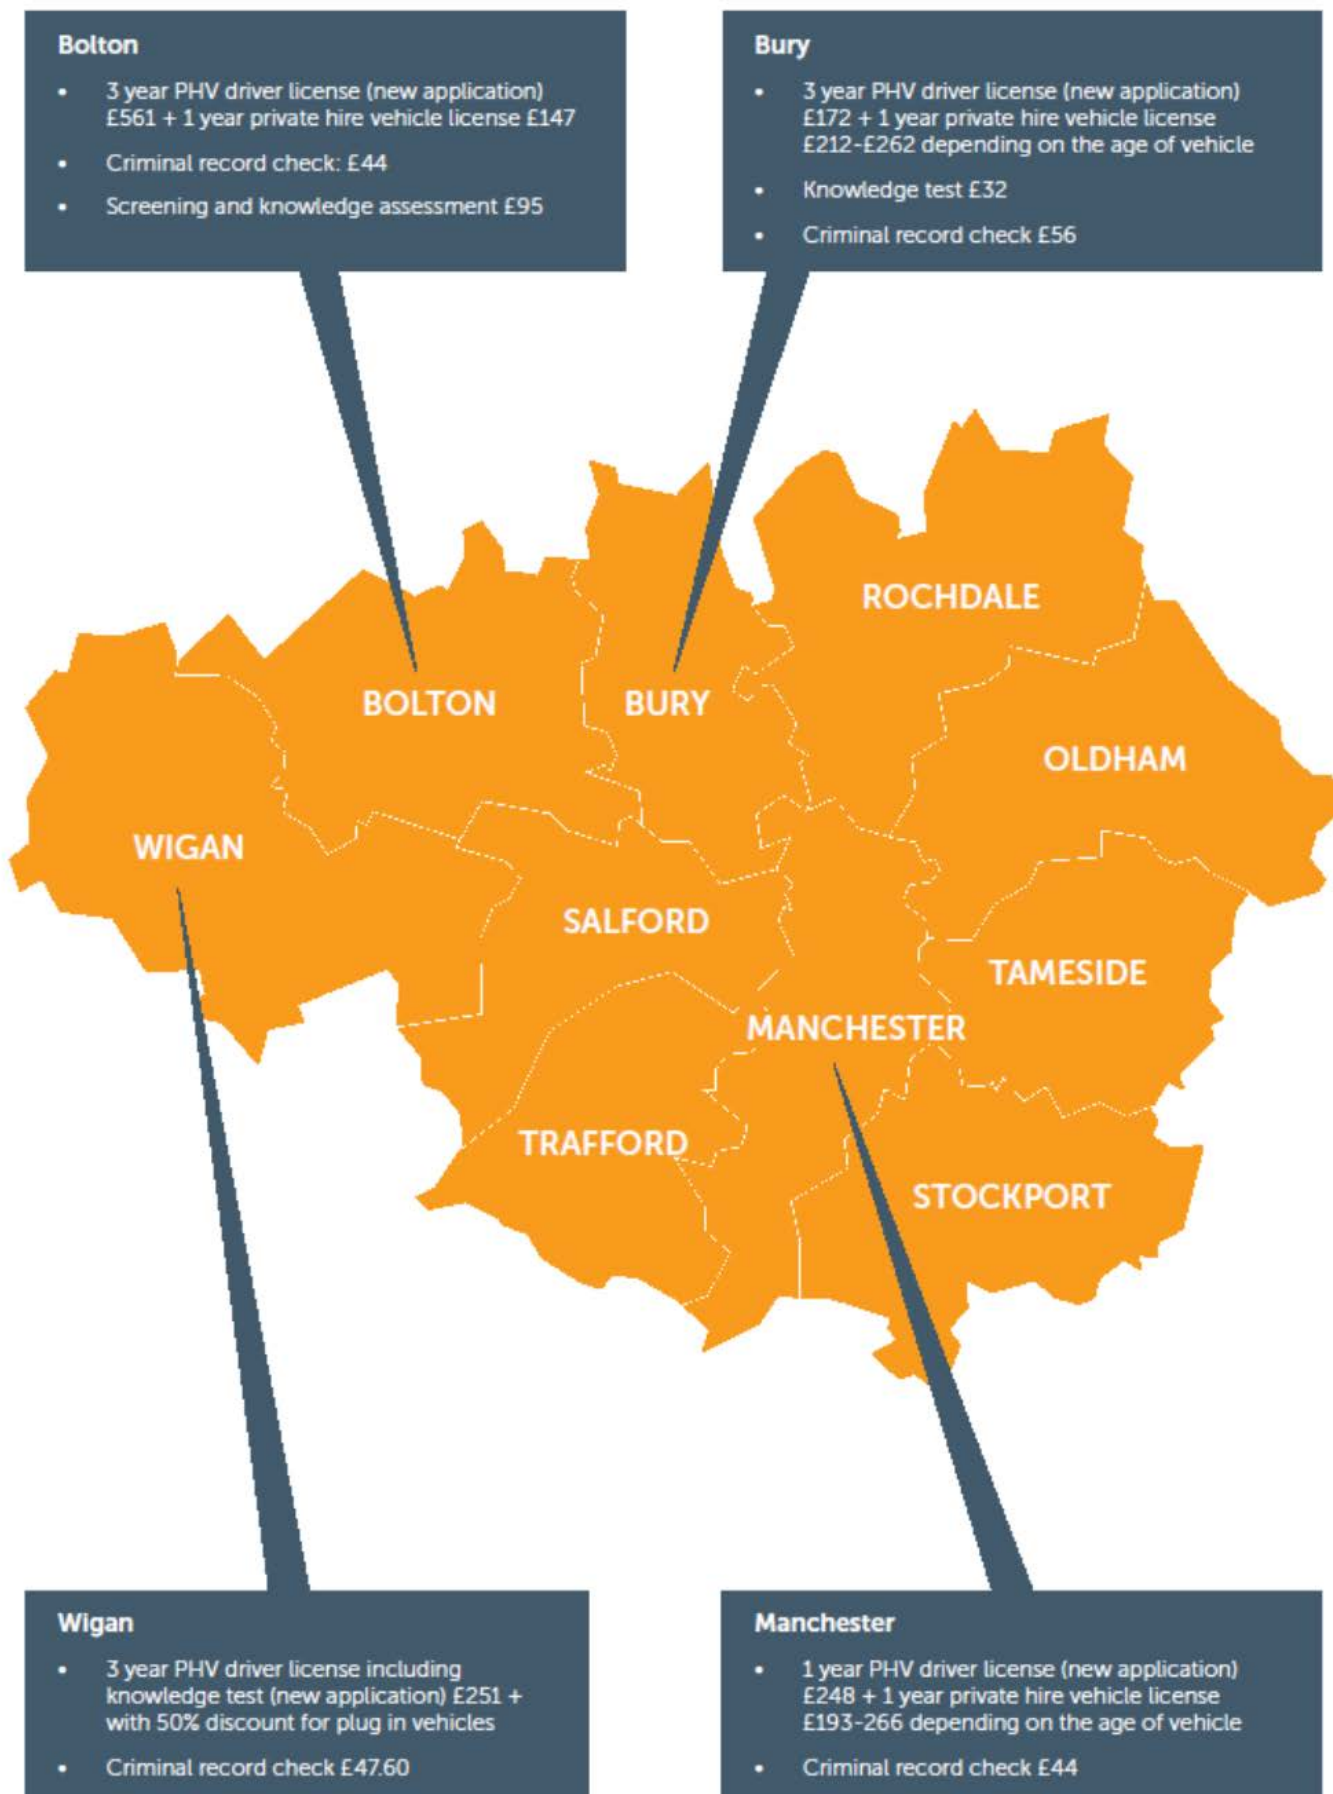 Bolton
• 3 year PHV driver license (new application)
£561 + 1 year private hire vehicle license £147
• Criminal record check: £44
• Screening and knowledge assessment £95
Bury
• 3 year PHV driver license (new application)
£172 + 1 year private hire vehicle license
£212-£262 depending on the age of vehicle
• Knowledge test £32
• Criminal record check £56
ROCHDALE
BOLTON
BURY
OLDHAM
WIGAN
SALFORD
TAMESIDE
MANCHESTER
TRAFFORD
STOCKPORT
Wigan
• 3 year PHV driver license including
knowledge test (new application) £251 +
with 50% discount for plug in vehicles
• Criminal record check £47.60
Manchester
• 1 year PHV driver license (new application)
£248 + 1 year private hire vehicle license
£193-266 depending on the age of vehicle
• Criminal record check £44